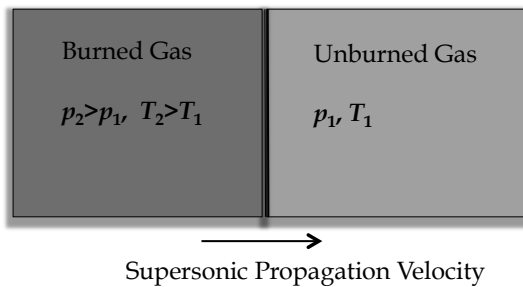 Burned Gas
p₂>p₁, T₂>T₁
Unburned Gas
p₁, T₁
Supersonic Propagation Velocity